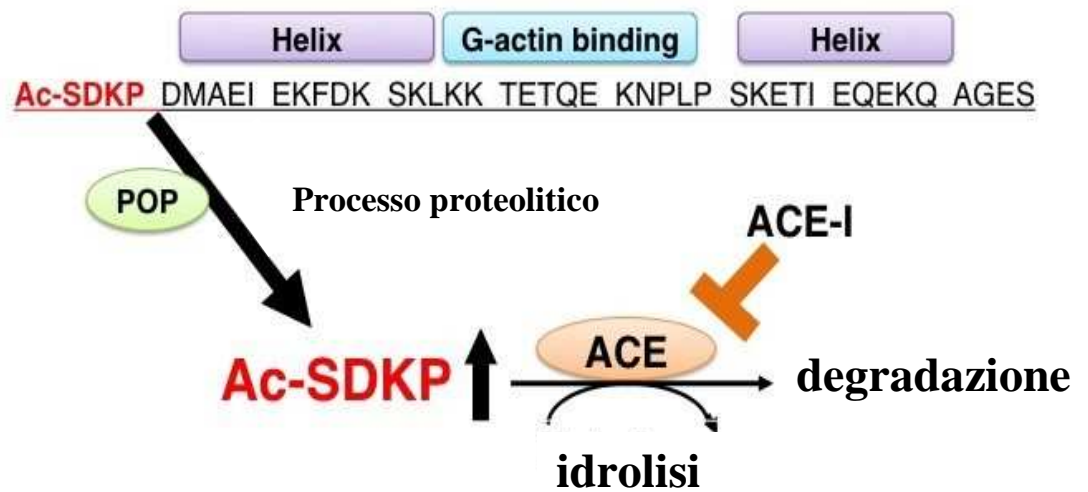 Helix G-actin binding Helix
Ac-SDKP DMAEI EKFDK SKLKK TETQE KNPLP SKETI EQEKQ AGES
POP
Processo proteolitico
ACE-I
ACE
Ac-SDKP
degradazione
idrolisi